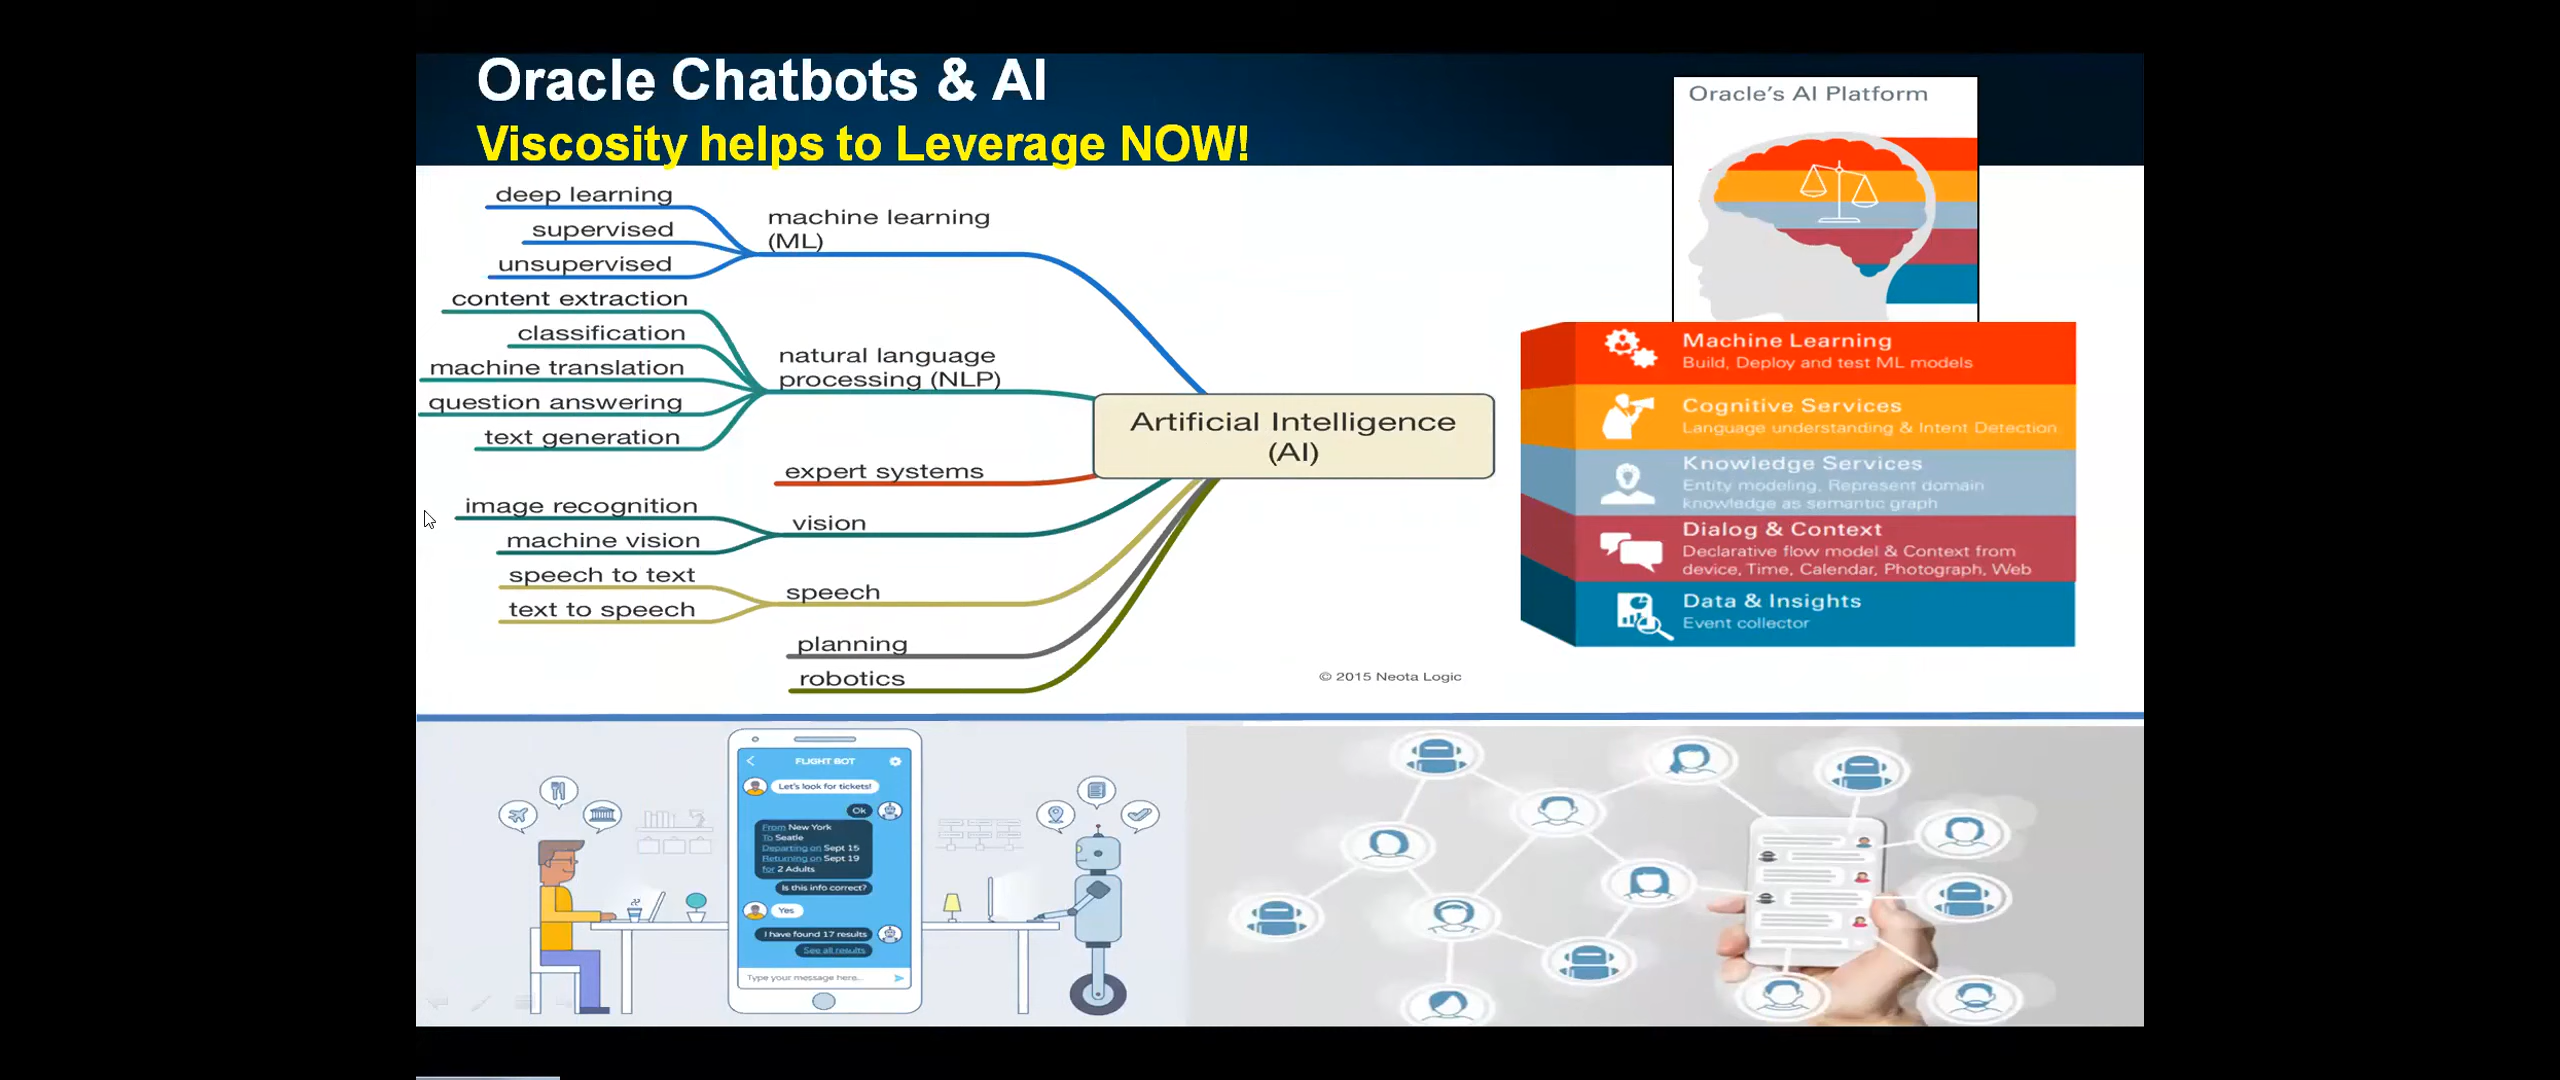 Oracle Chatbots & AI
Viscosity helps to Leverage NOW!
deep learning
supervised
unsupervised
machine learning
(ML)
content extraction
classification
machine translation
question answering
text generation
natural language
processing (NLP)
expert systems
image recognition
machine vision
vision
speech to text
text to speech
speech
planning
robotics
Artificial Intelligence
(AI)
© 2015 Neota Logic
Oracle's AI Platform
Machine Learning
Build, Deploy and test ML models
Cognitive Services
Language understanding & Intent Detection
Knowledge Services
Entity modeling, Represent domain
knowledge as semantic graph
Dialog & Context
Declarative flow model & Context from
device, Time, Calendar, Photograph, Web
Data & Insights
Event collector
FLIGHT BOT
Let's look for tickets!
Ok
From New York
To Seatle
Departing on Sept 15
Returning on Sept 19
for 2 Adults
Is this info correct?
Yes
I have found 17 results
See all results
Type your message here...